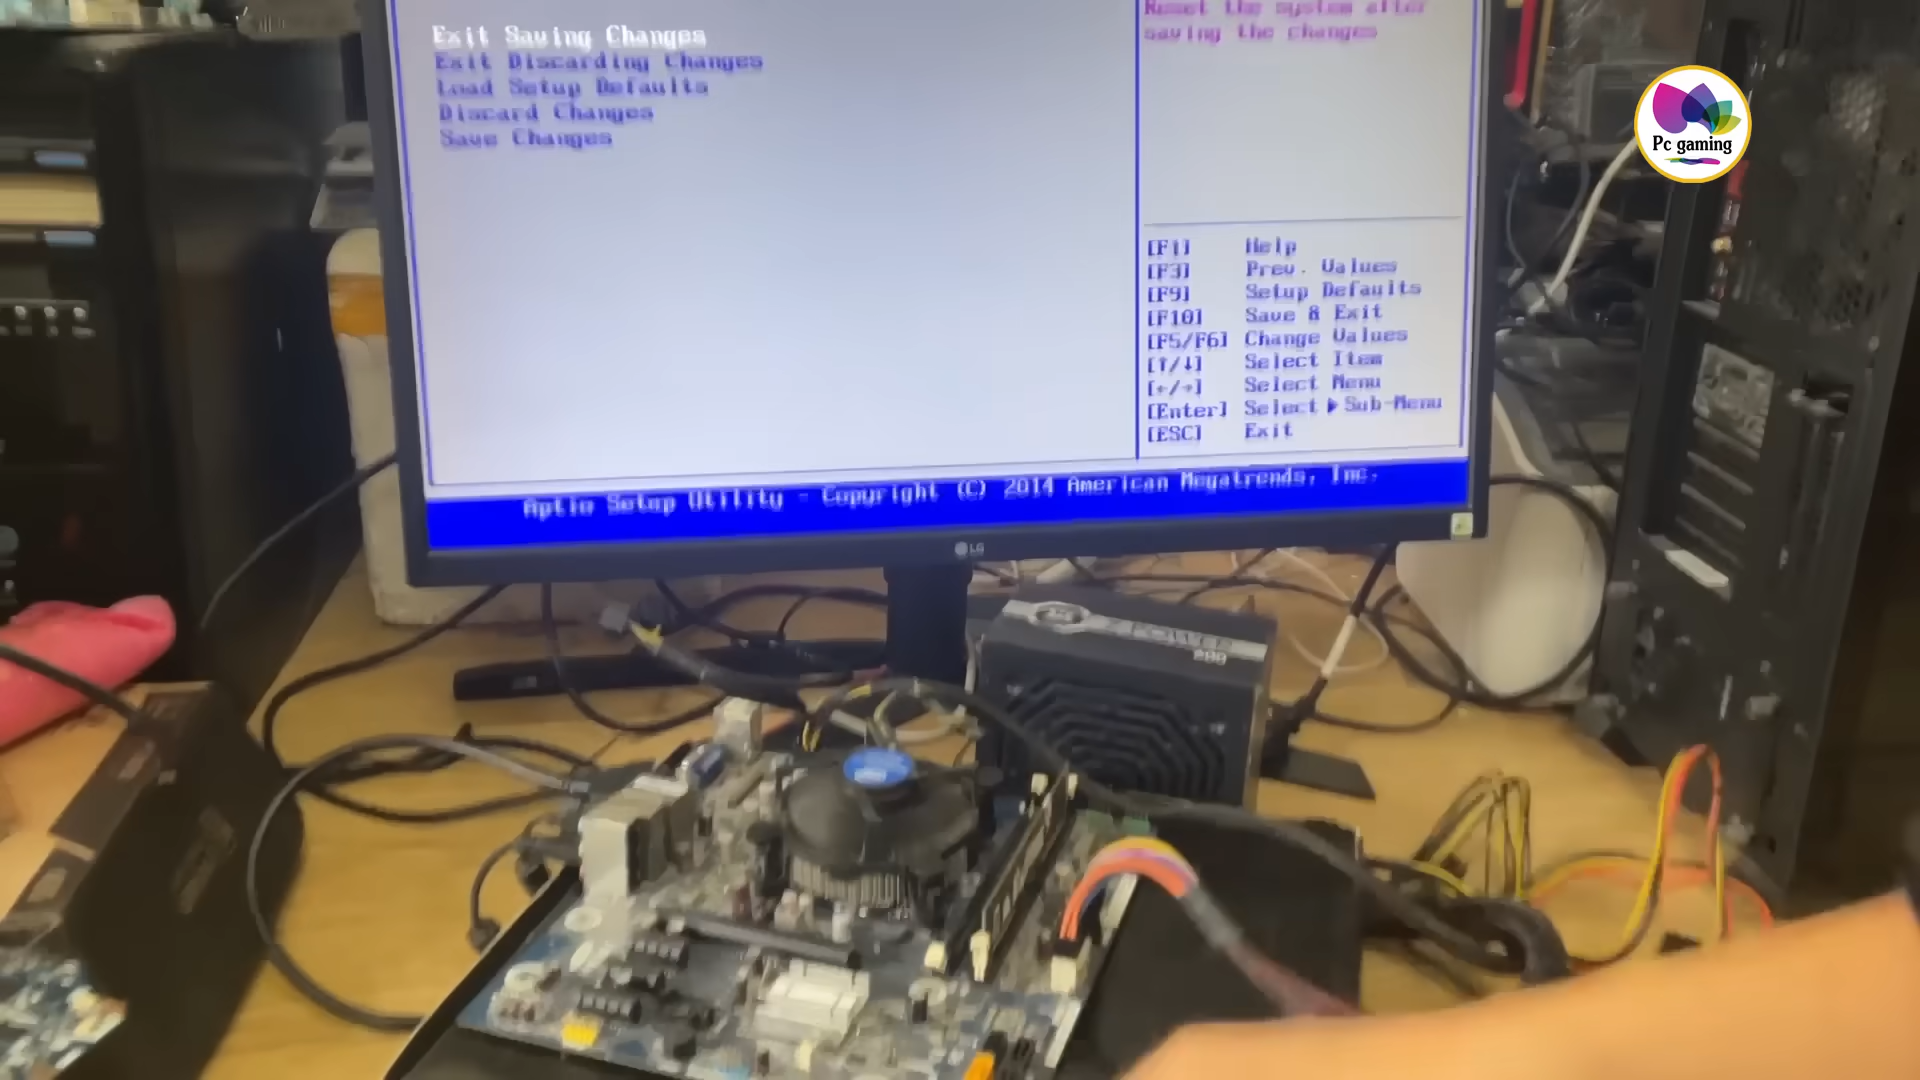 Exit Saving Changes
Exit Discarding Changes
Load Setup Defaults
Discard Changes
Save Changes
Reset the system after
saving the changes
[F1] Help
[F3] Prev. Values
[F9] Setup Defaults
[F10] Save & Exit
[F5/F6] Change Values
[↑/↓] Select Item
[←/→] Select Menu
[Enter] Select ▶ Sub-Menu
[ESC] Exit
Aptio Setup Utility - Copyright (C) 2014 American Megatrends, Inc.
LG
Pc gaming